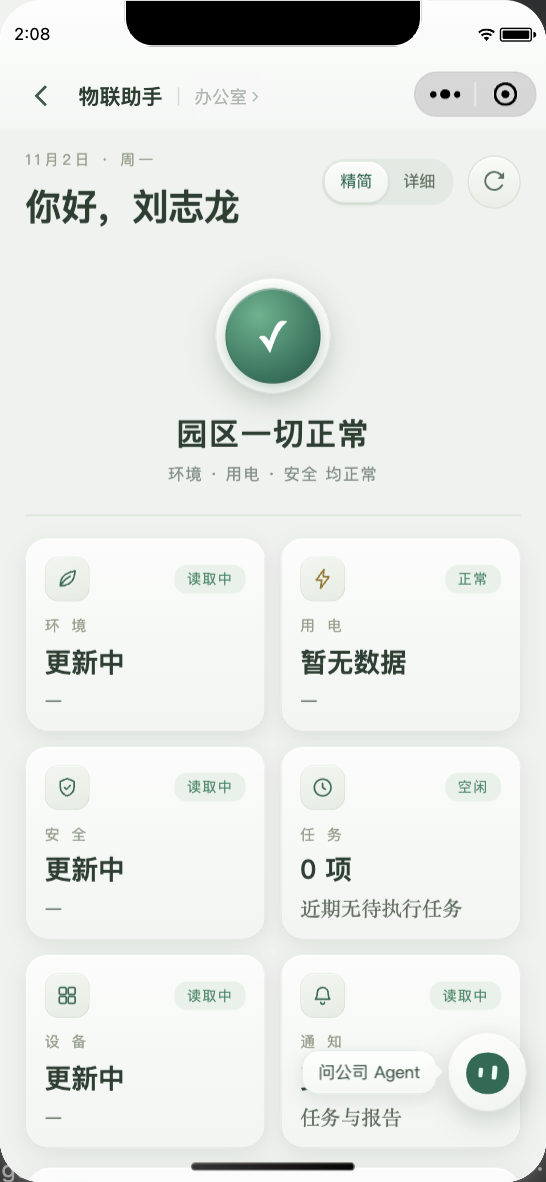 2:08
物联助手 | 办公室 >
11月2日 · 周一
你好，刘志龙
精简 详细
园区一切正常
环境 · 用电 · 安全 均正常
读取中
环 境
更新中
—
正常
用 电
暂无数据
—
读取中
安 全
更新中
—
空闲
任 务
0 项
近期无待执行任务
读取中
设 备
更新中
—
读取中
通 知
问公司 Agent
任务与报告